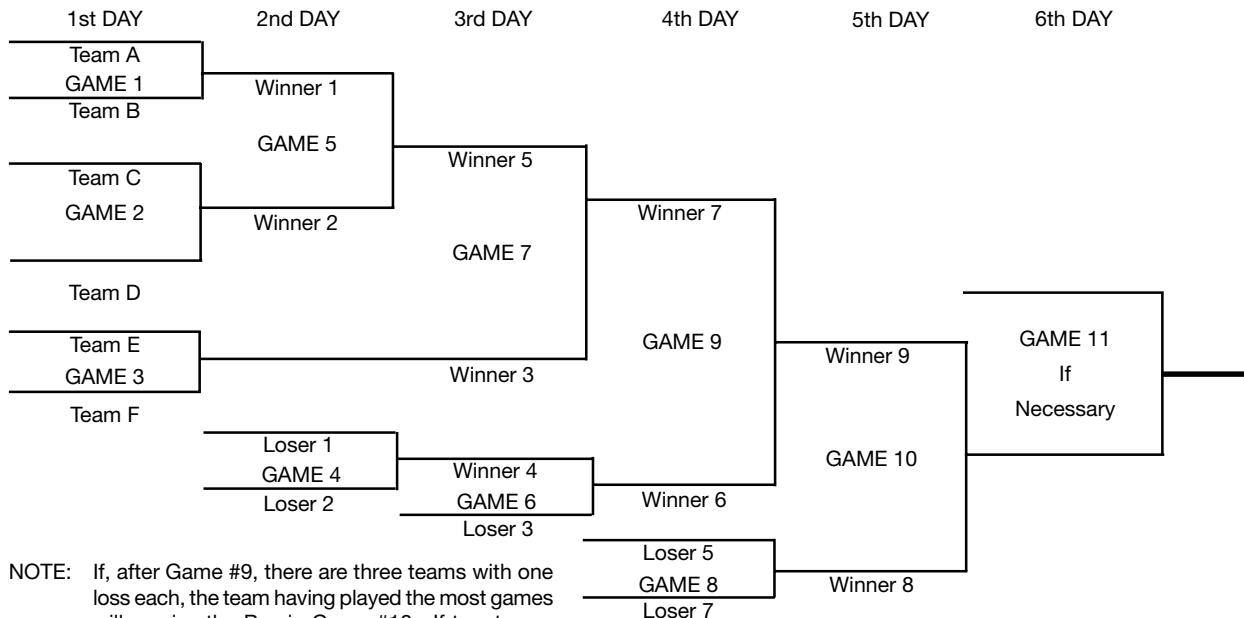 1st DAY 2nd DAY 3rd DAY 4th DAY 5th DAY 6th DAY
Team A
GAME 1
Team B
Winner 1
GAME 5
Winner 2
Team C
GAME 2
Team D
Winner 5
GAME 7
Winner 3
Team E
GAME 3
Team F
Winner 7
GAME 9
Winner 6
Loser 1
GAME 4
Loser 2
Winner 4
GAME 6
Loser 3
Winner 9
GAME 10
Winner 8
Loser 5
GAME 8
Loser 7
GAME 11
If
Necessary
NOTE: If, after Game #9, there are three teams with one
loss each, the team having played the most games